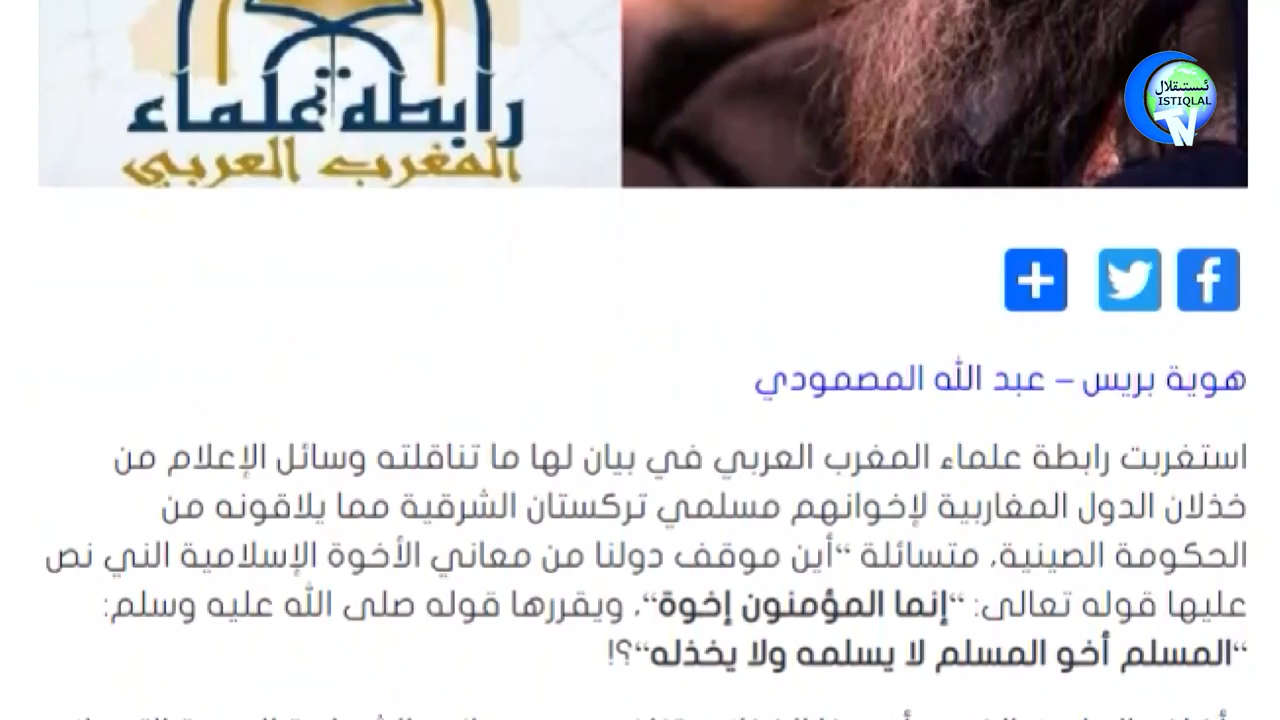 رابطة علماء
المغرب العربي
ئىستىقلال
ISTIQLAL
TV
هوية بريس – عبد الله المصمودي
استغربت رابطة علماء المغرب العربي في بيان لها ما تناقلته وسائل الإعلام من
خذلان الدول المغاربية لإخوانهم مسلمي تركستان الشرقية مما يلاقونه من
الحكومة الصينية، متسائلة “أين موقف دولنا من معاني الأخوة الإسلامية التي نص
عليها قوله تعالى: “إنما المؤمنون إخوة“، ويقررها قوله صلى الله عليه وسلم:
“المسلم أخو المسلم لا يسلمه ولا يخذله“؟!